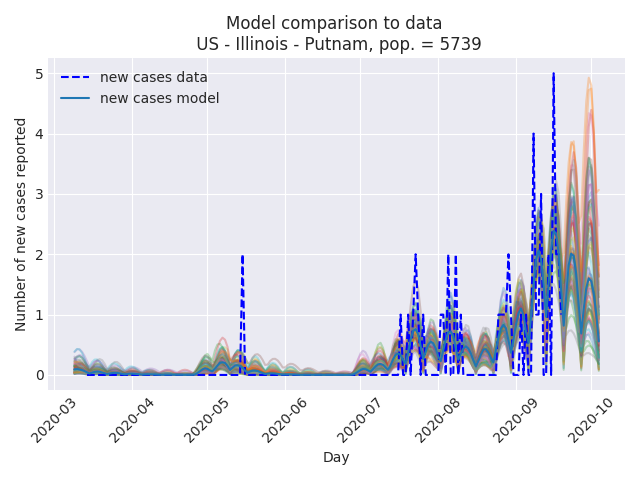 Model comparison to data
US - Illinois - Putnam, pop. = 5739
new cases data
new cases model
Number of new cases reported
5
4
3
2
1
0
2020-03
2020-04
2020-05
2020-06
2020-07
2020-08
2020-09
2020-10
Day